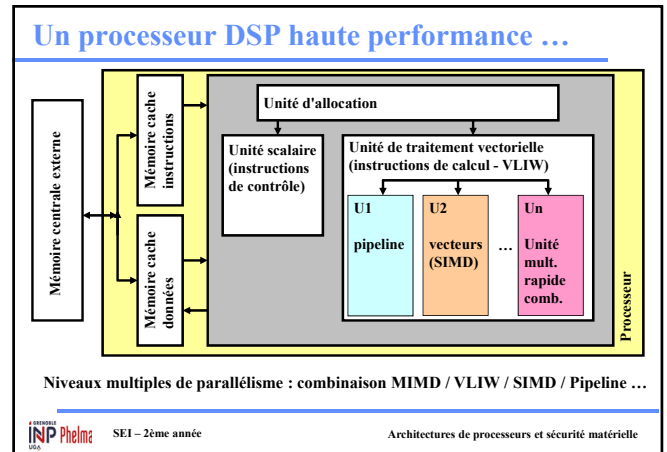 Un processeur DSP haute performance …
Mémoire centrale externe
Mémoire cache
instructions
Mémoire cache
données
Unité d'allocation
Unité scalaire
(instructions
de contrôle)
Unité de traitement vectorielle
(instructions de calcul - VLIW)
U1
pipeline
U2
vecteurs
(SIMD)
…
Un
Unité
mult.
rapide
comb.
Processeur
Niveaux multiples de parallélisme : combinaison MIMD / VLIW / SIMD / Pipeline …
GRENOBLE
INP Phelma
UGA
SEI – 2ème année
Architectures de processeurs et sécurité matérielle